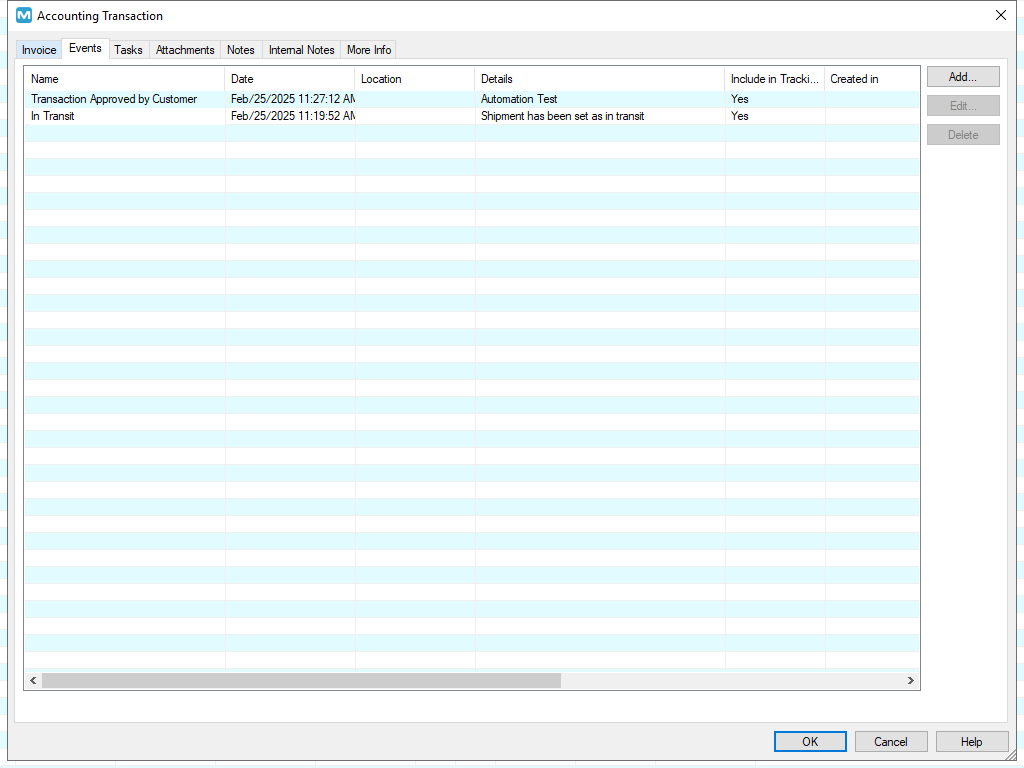 Accounting Transaction
Invoice Events Tasks Attachments Notes Internal Notes More Info
Name Date Location Details Include in Tracki... Created in
Transaction Approved by Customer Feb/25/2025 11:27:12 AM Automation Test Yes
In Transit Feb/25/2025 11:19:52 AM Shipment has been set as in transit Yes
Add...
Edit...
Delete
OK Cancel Help